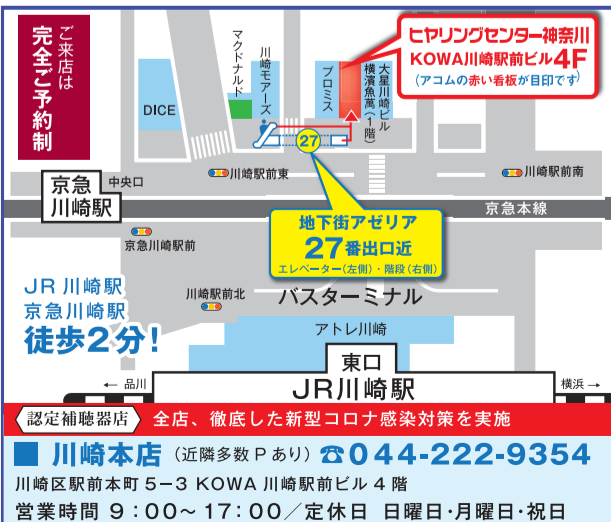 ご来店は
完全ご予約制
DICE
マクドナルド
川崎モアーズ
プロミス
横濱魚萬(1階)
大星川崎ビル
ヒヤリングセンター神奈川
KOWA川崎駅前ビル4F
(アコムの赤い看板が目印です)
27
京急
川崎駅
中央口
川崎駅前東
川崎駅前南
京急本線
地下街アゼリア
27番出口近
エレベーター(左側)・階段(右側)
京急川崎駅前
JR 川崎駅
京急川崎駅
徒歩2分!
川崎駅前北
バスターミナル
アトレ川崎
東口
JR川崎駅
← 品川
横浜 →
認定補聴器店 全店、徹底した新型コロナ感染対策を実施
■ 川崎本店 (近隣多数 P あり) ☎044-222-9354
川崎区駅前本町 5−3 KOWA 川崎駅前ビル 4 階
営業時間 9:00〜17:00/定休日 日曜日・月曜日・祝日